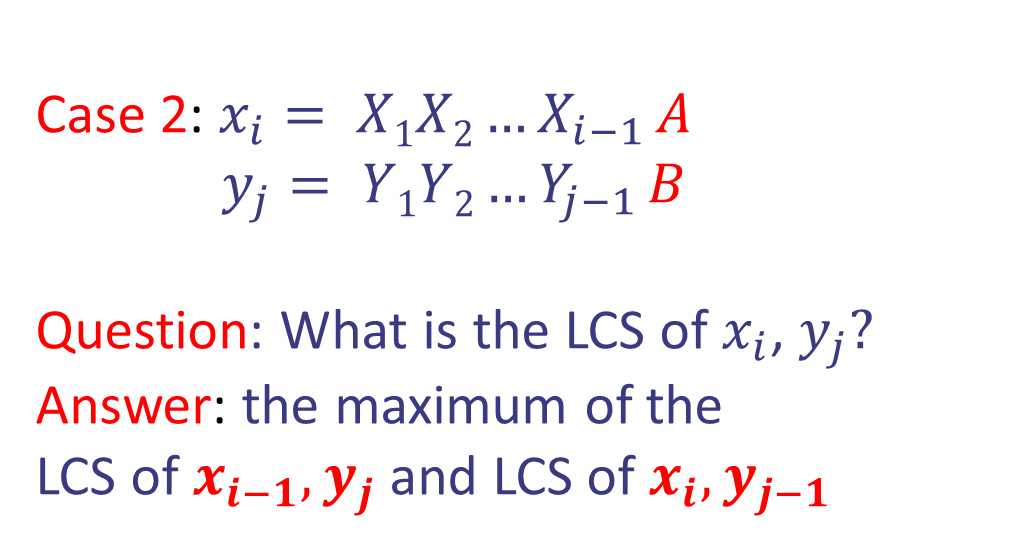 Case 2: xᵢ = X₁X₂ … Xᵢ₋₁ A
yⱼ = Y₁Y₂ … Yⱼ₋₁ B
Question: What is the LCS of xᵢ, yⱼ?
Answer: the maximum of the
LCS of xᵢ₋₁, yⱼ and LCS of xᵢ, yⱼ₋₁